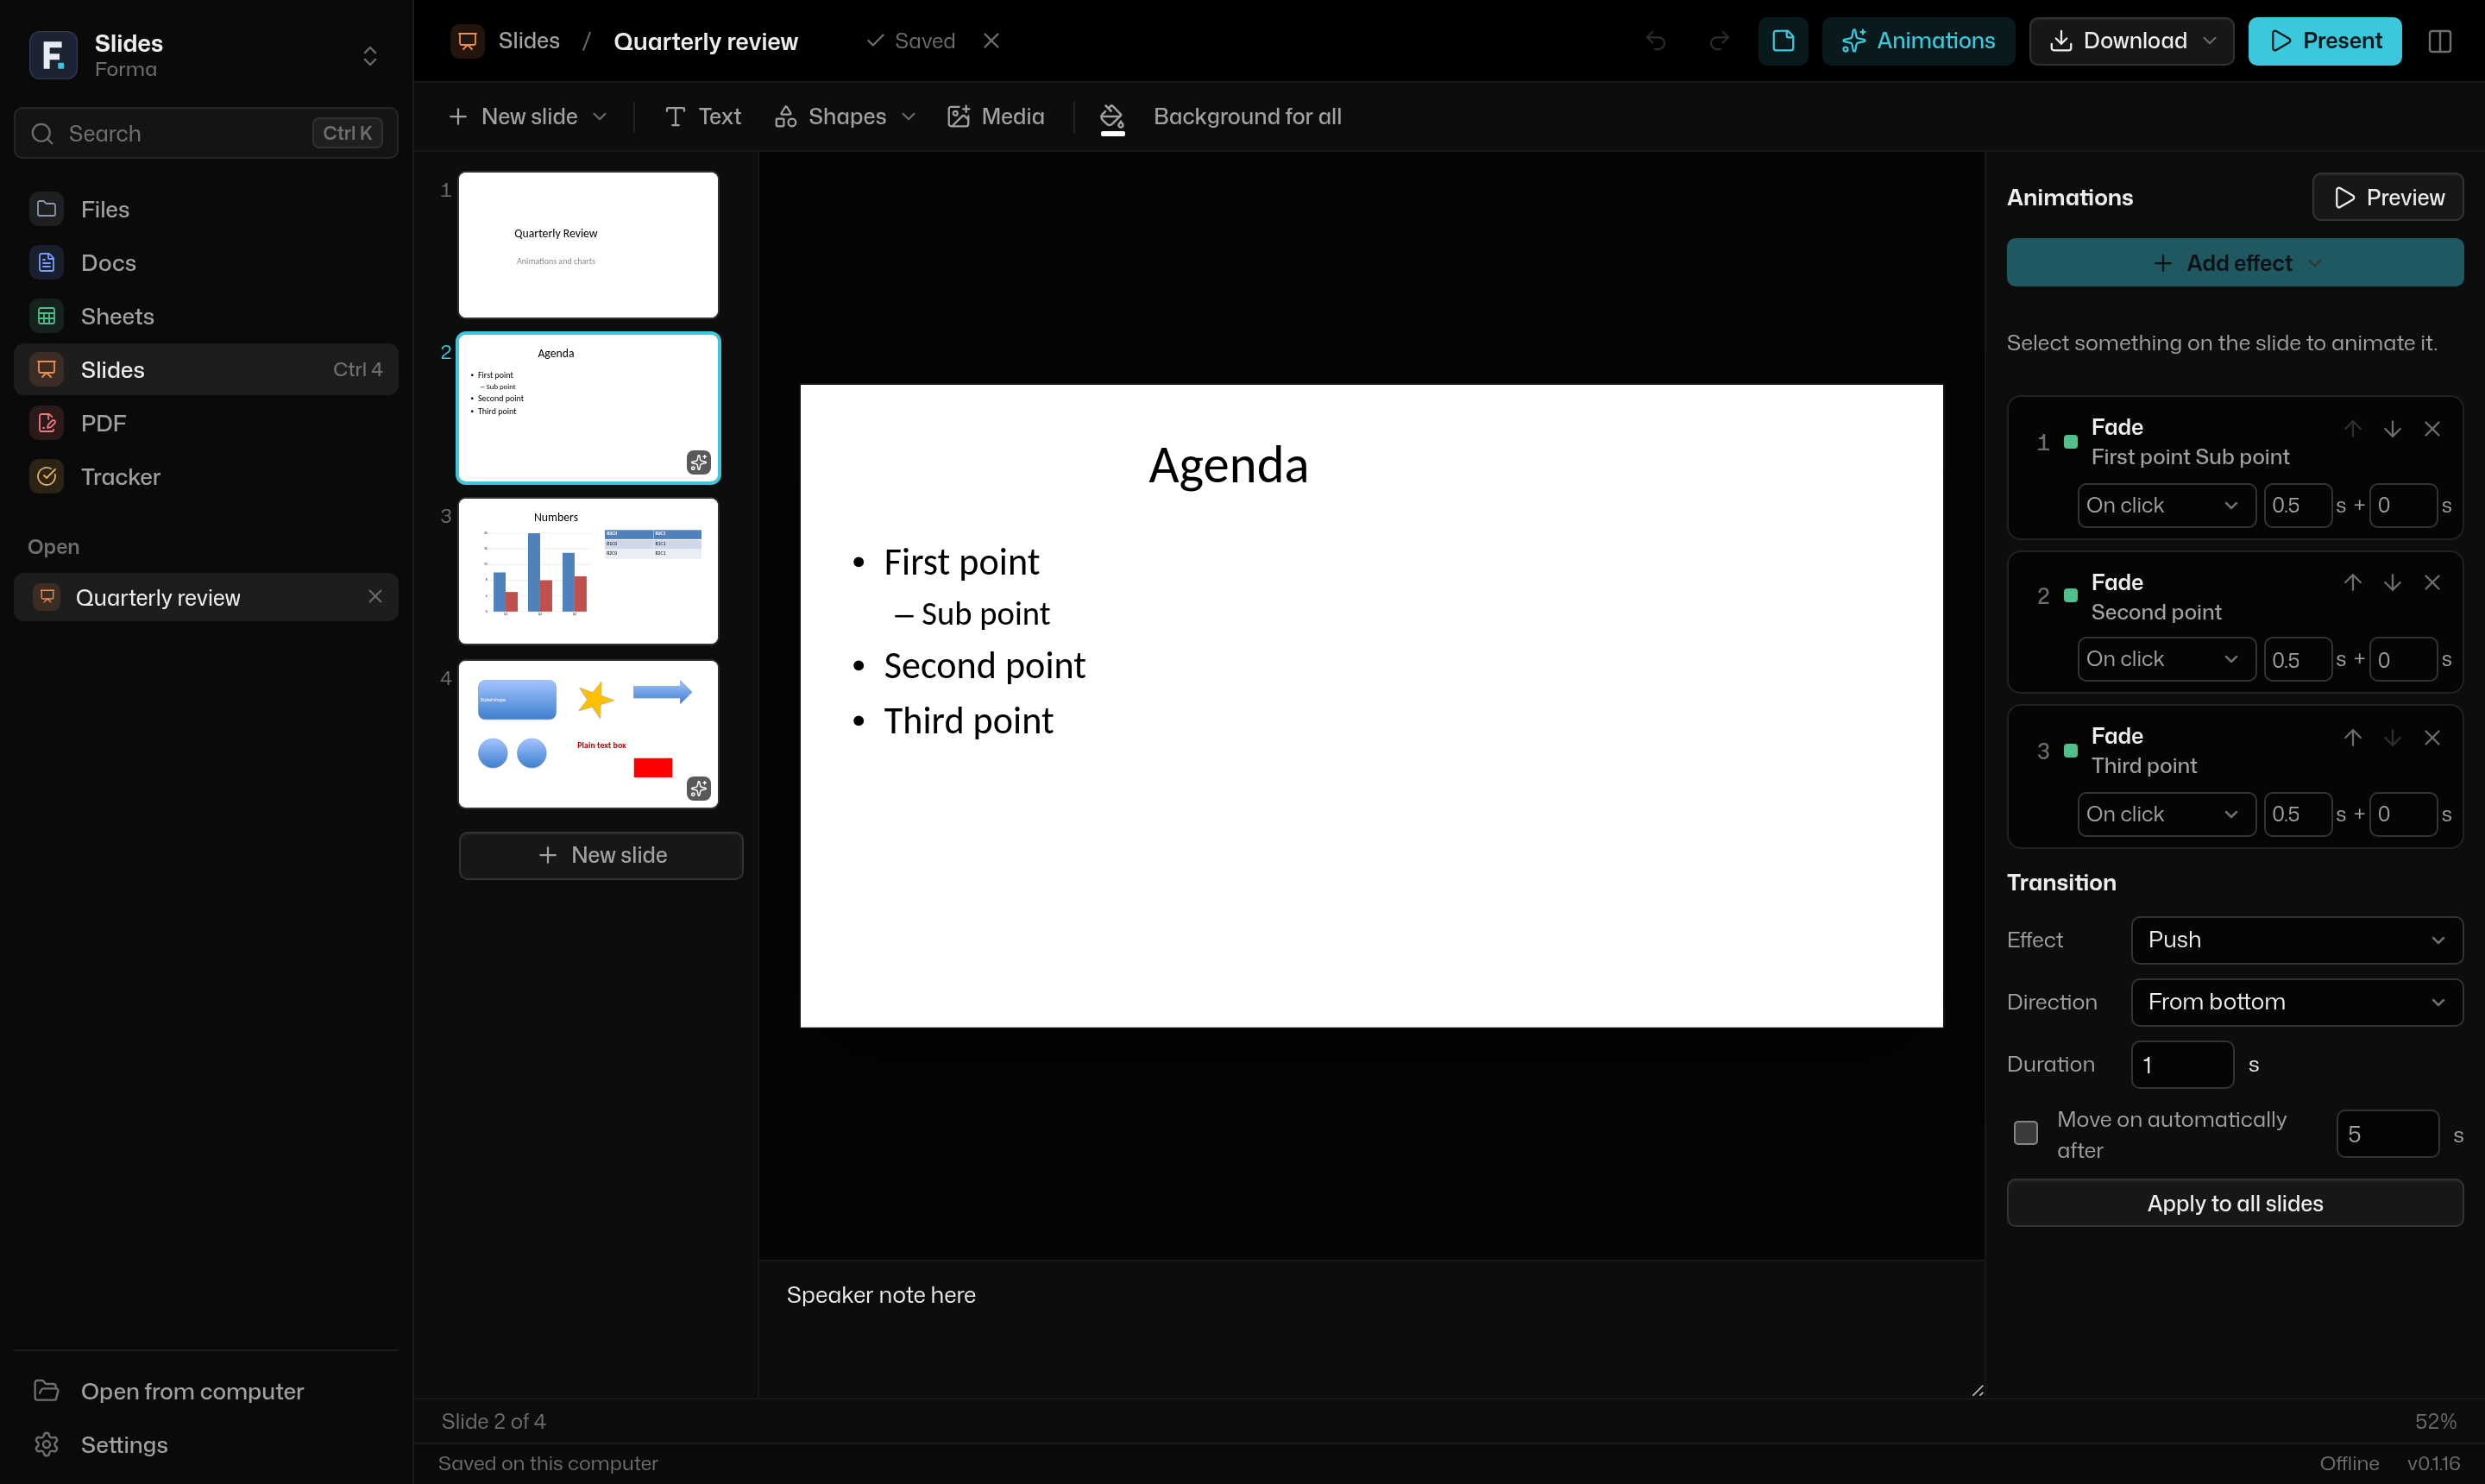 Slides
Forma
Search
Ctrl K
Files
Docs
Sheets
Slides
Ctrl 4
PDF
Tracker
Open
Quarterly review
Open from computer
Settings
Slides / Quarterly review
Saved
Animations
Download
Present
New slide
Text
Shapes
Media
Background for all
1
Quarterly Review
Animations and charts
2
Agenda
• First point
– Sub point
• Second point
• Third point
3
Numbers
4
Plain text box
New slide
Agenda
• First point
– Sub point
• Second point
• Third point
Speaker note here
Animations
Preview
Add effect
Select something on the slide to animate it.
1
Fade
First point Sub point
On click
0.5 s + 0 s
2
Fade
Second point
On click
0.5 s + 0 s
3
Fade
Third point
On click
0.5 s + 0 s
Transition
Effect
Push
Direction
From bottom
Duration
1 s
Move on automatically
after
5 s
Apply to all slides
Slide 2 of 4
52%
Saved on this computer
Offline
v0.1.16